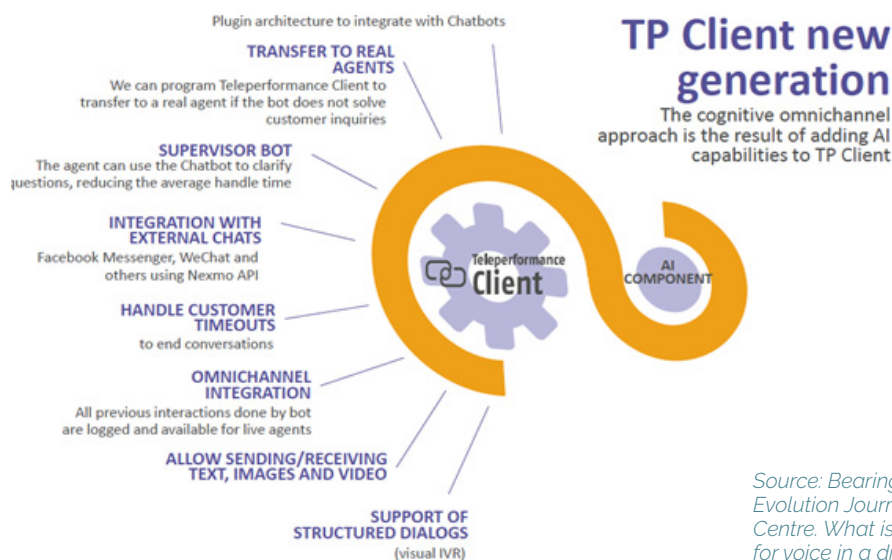 Plugin architecture to integrate with Chatbots
TRANSFER TO REAL
AGENTS
We can program Teleperformance Client to
transfer to a real agent if the bot does not solve
customer inquiries
SUPERVISOR BOT
The agent can use the Chatbot to clarify
questions, reducing the average handle time
INTEGRATION WITH
EXTERNAL CHATS
Facebook Messenger, WeChat and
others using Nexmo API
HANDLE CUSTOMER
TIMEOUTS
to end conversations
OMNICHANNEL
INTEGRATION
All previous interactions done by bot
are logged and available for live agents
ALLOW SENDING/RECEIVING
TEXT, IMAGES AND VIDEO
SUPPORT OF
STRUCTURED DIALOGS
(visual IVR)
Teleperformance
Client
AI
COMPONENT
TP Client new
generation
The cognitive omnichannel
approach is the result of adding AI
capabilities to TP Client
Source: Bearing
Evolution Journ
Centre. What is
for voice in a